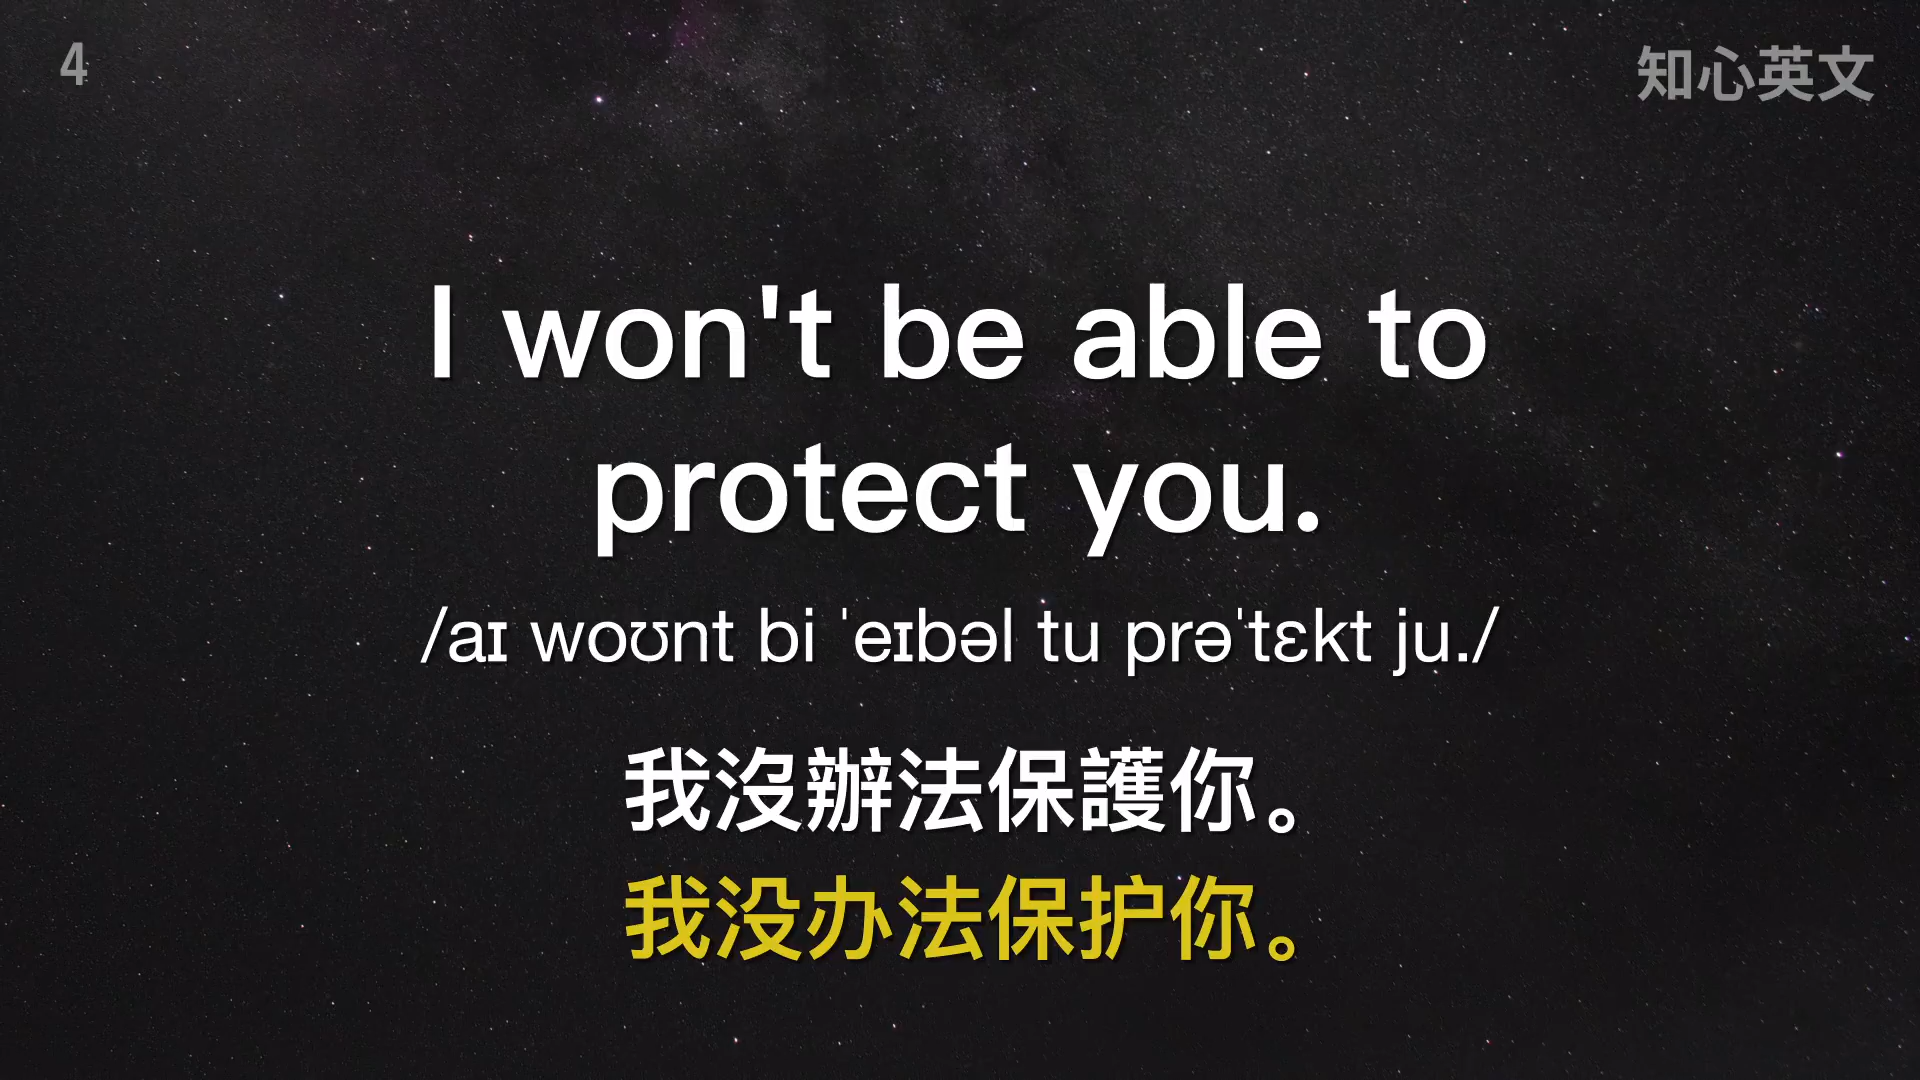 4
知心英文
I won't be able to
protect you.
/aɪ woʊnt bi ˈeɪbəl tu prəˈtɛkt ju./
我沒辦法保護你。
我没办法保护你。